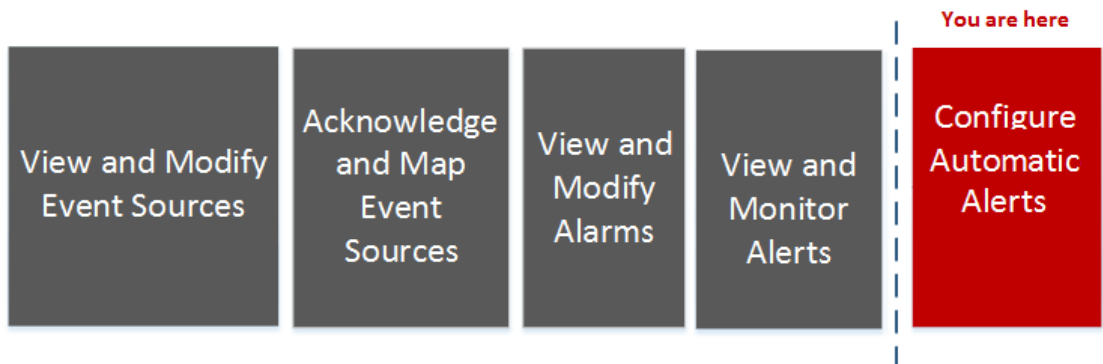 You are here
View and Modify
Event Sources
Acknowledge
and Map
Event
Sources
View and
Modify
Alarms
View and
Monitor
Alerts
Configure
Automatic
Alerts